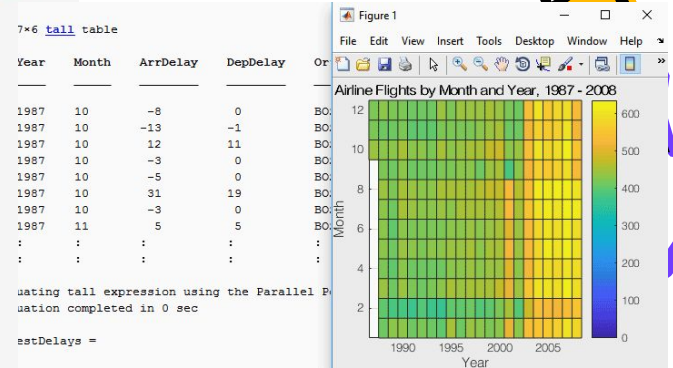 7×6 tall table
Year Month ArrDelay DepDelay Or
1987 10 -8 0 BO
1987 10 -13 -1 BO
1987 10 12 11 BO
1987 10 -3 0 BO
1987 10 -5 0 BO
1987 10 31 19 BO
1987 10 -3 0 BO
1987 11 5 5 BO
: : : : :
: : : : :
uating tall expression using the Parallel P
uation completed in 0 sec
estDelays =
Figure 1
File Edit View Insert Tools Desktop Window Help
Airline Flights by Month and Year, 1987 - 2008
12
10
8
6
4
2
Month
1990 1995 2000 2005
Year
600
500
400
300
200
100
0